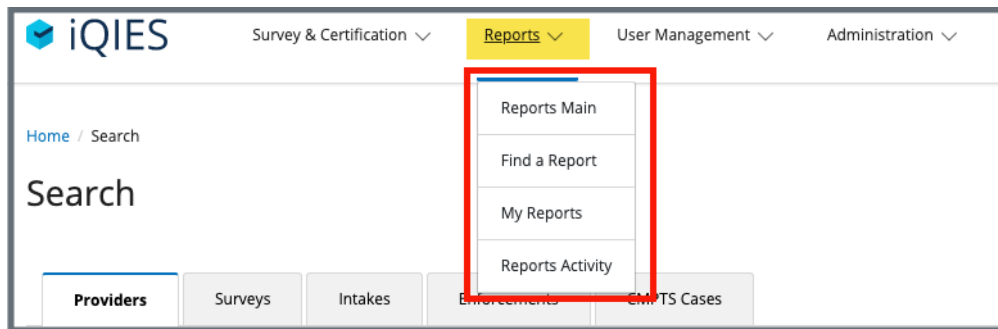 iQIES Survey & Certification Reports User Management Administration
Reports Main
Home / Search
Find a Report
Search
My Reports
Reports Activity
Providers Surveys Intakes Enforcements Cases